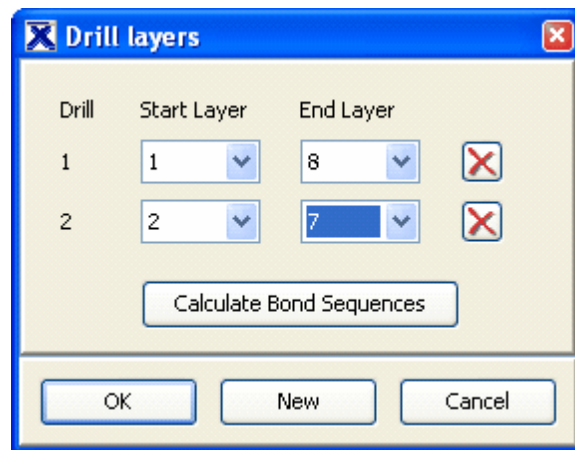 Drill layers
Drill Start Layer End Layer
1 1 8
2 2 7
Calculate Bond Sequences
OK New Cancel